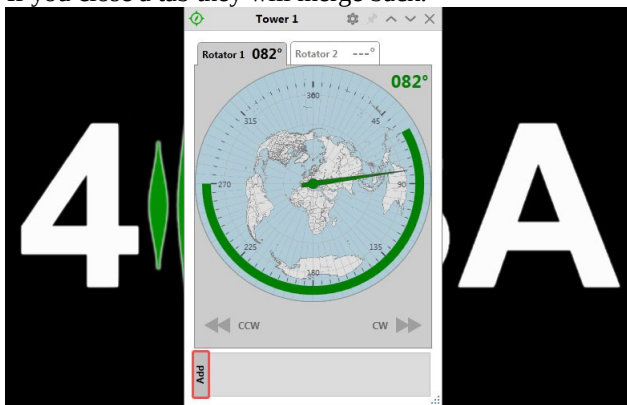 If you close a tab they will merge back.
Tower 1
Rotator 1 082° Rotator 2 ---°
082°
360
315 45
270 90
225 135
180
CCW CW
Add
4 A